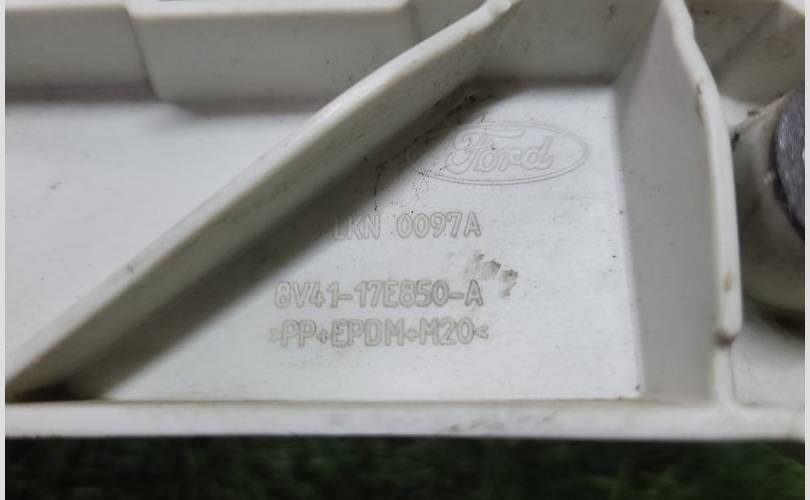 Ford
LKN 0097A
8V41-17E850-A
>PP+EPDM+M20<